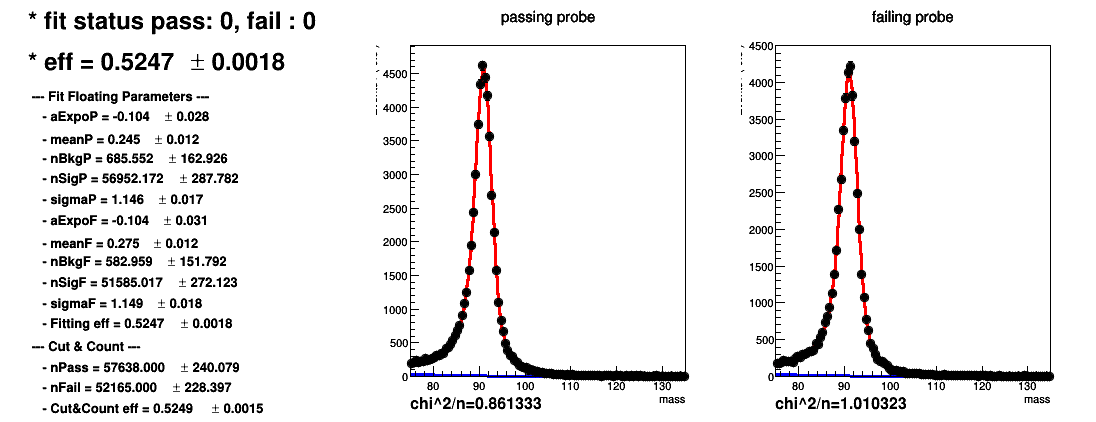 * fit status pass: 0, fail : 0
* eff = 0.5247 ± 0.0018
--- Fit Floating Parameters ---
- aExpoP = -0.104 ± 0.028
- meanP = 0.245 ± 0.012
- nBkgP = 685.552 ± 162.926
- nSigP = 56952.172 ± 287.782
- sigmaP = 1.146 ± 0.017
- aExpoF = -0.104 ± 0.031
- meanF = 0.275 ± 0.012
- nBkgF = 582.959 ± 151.792
- nSigF = 51585.017 ± 272.123
- sigmaF = 1.149 ± 0.018
- Fitting eff = 0.5247 ± 0.0018
--- Cut & Count ---
- nPass = 57638.000 ± 240.079
- nFail = 52165.000 ± 228.397
- Cut&Count eff = 0.5249 ± 0.0015
passing probe
4500
4000
3500
3000
2500
2000
1500
1000
500
0
80 90 100 110 120 130
mass
chi^2/n=0.861333
failing probe
4500
4000
3500
3000
2500
2000
1500
1000
500
0
80 90 100 110 120 130
mass
chi^2/n=1.010323